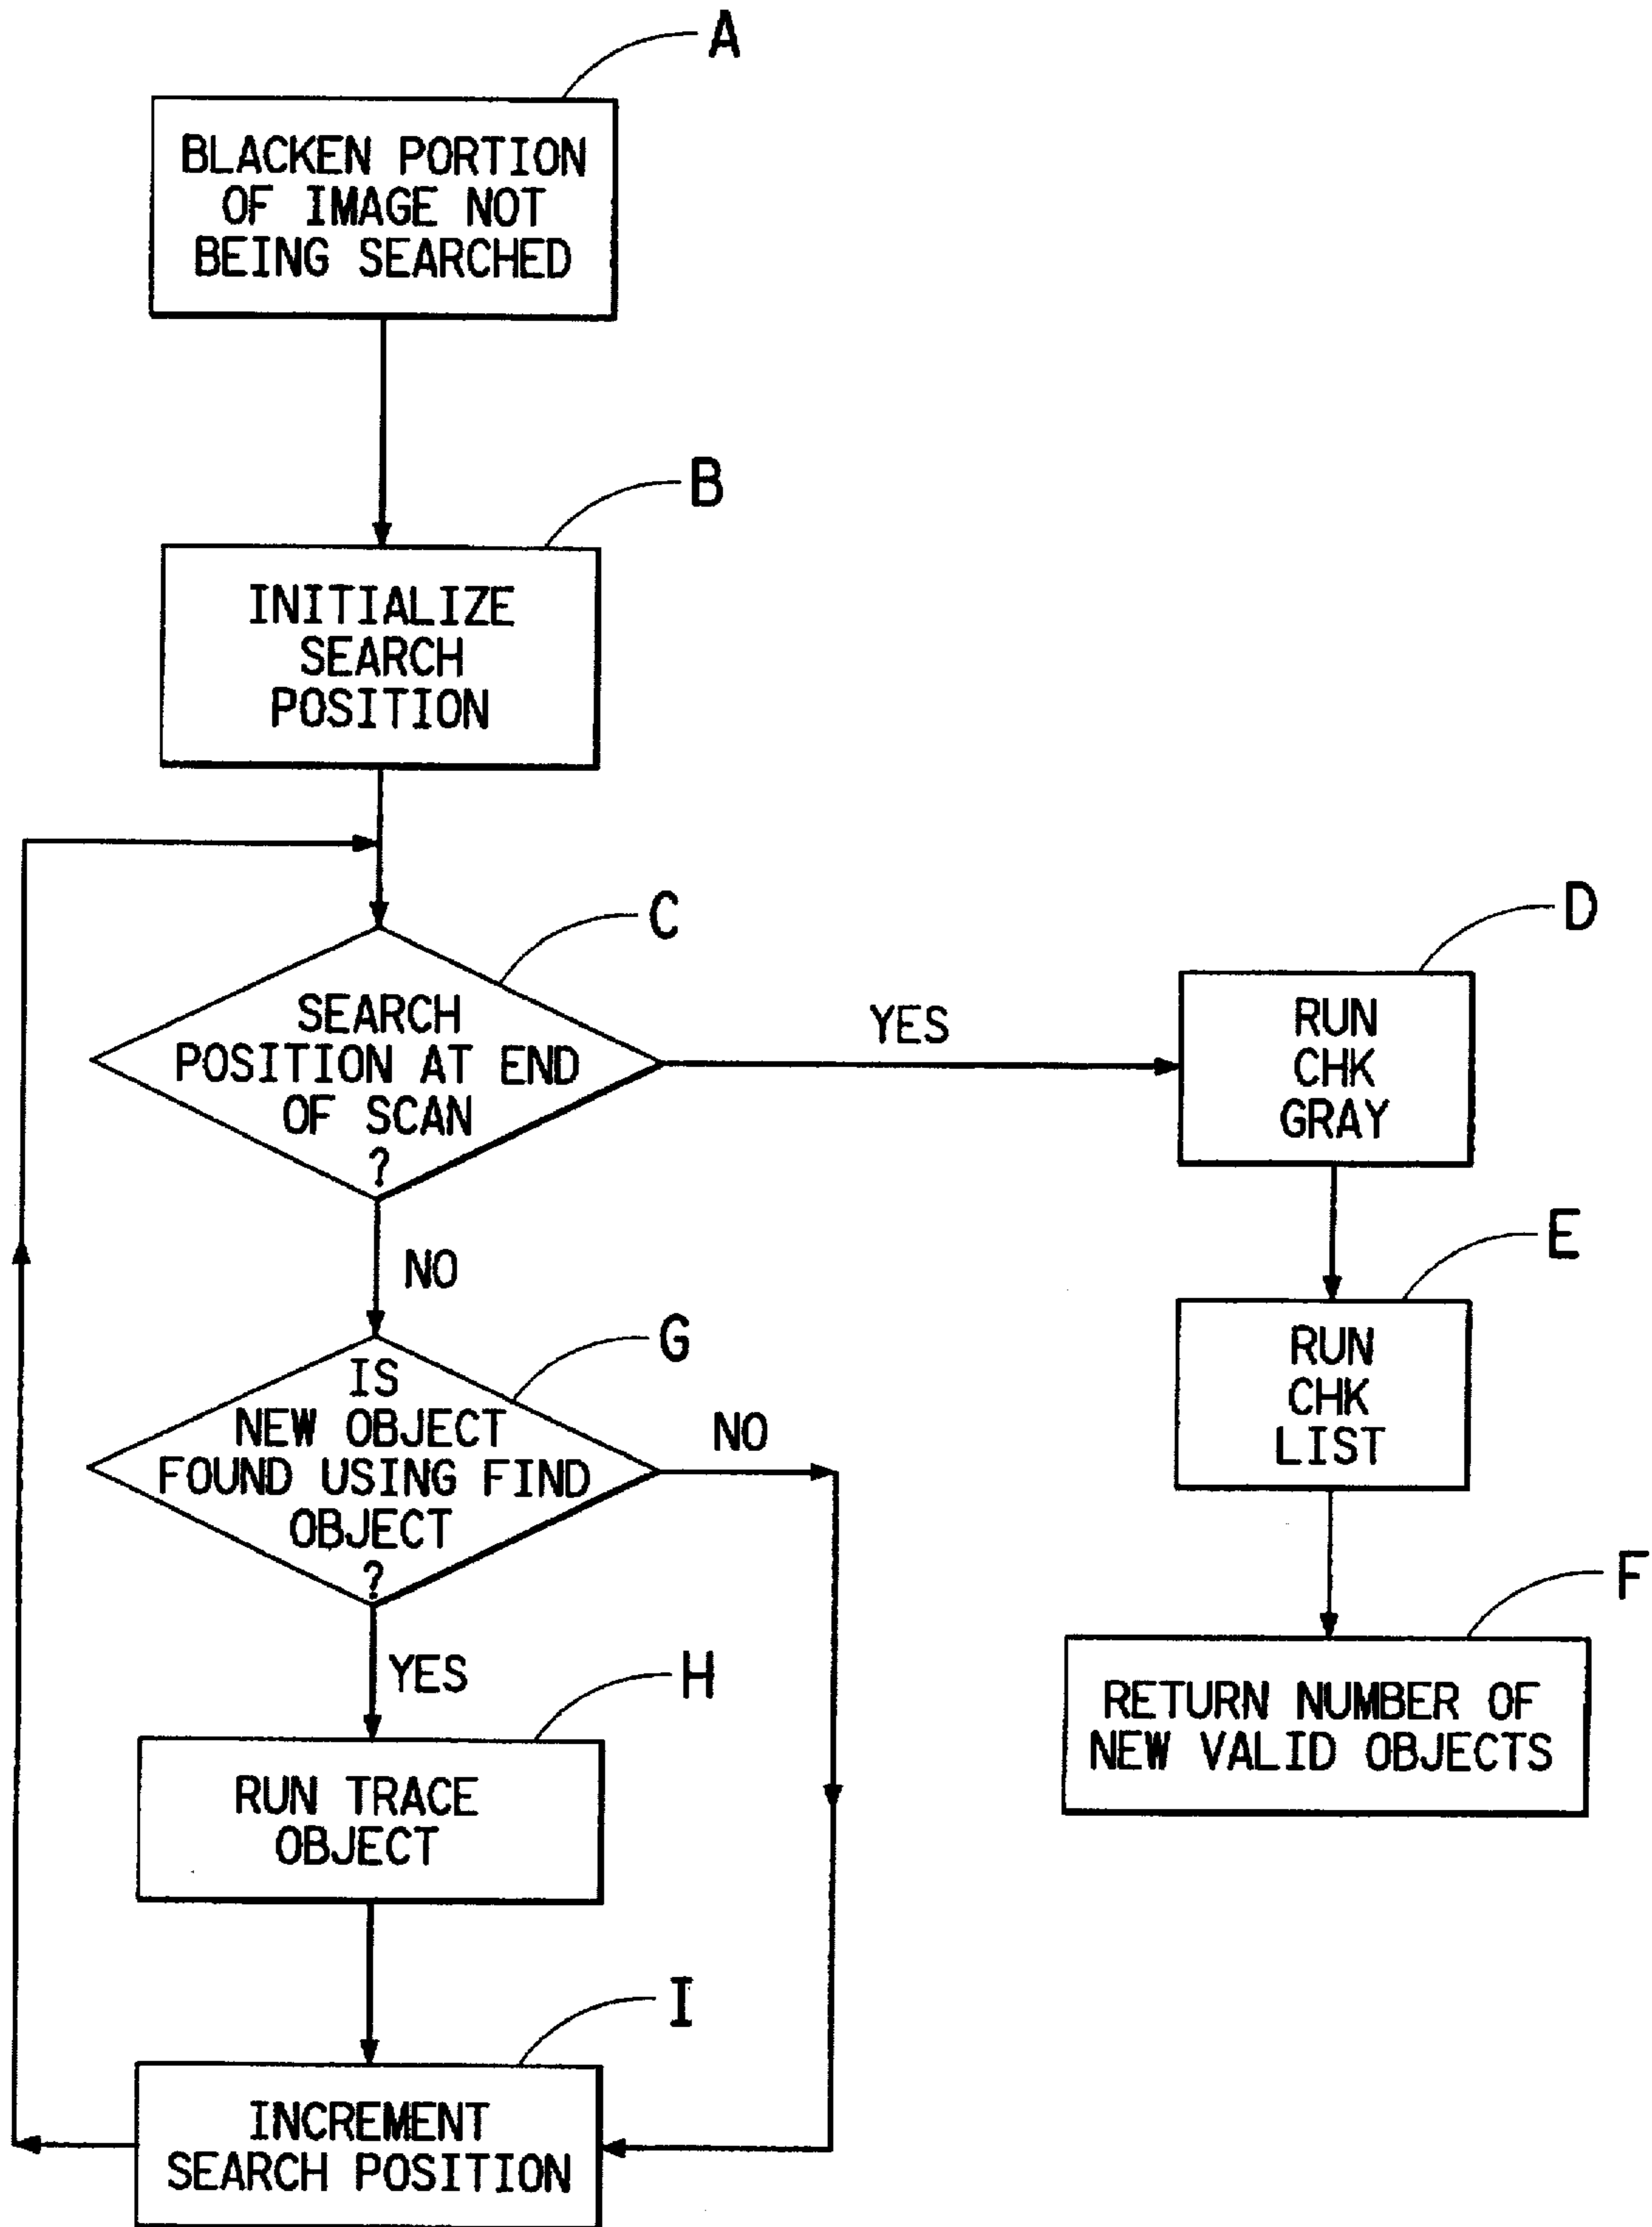 A
BLACKEN PORTION
OF IMAGE NOT
BEING SEARCHED
B
INITIALIZE
SEARCH
POSITION
C
SEARCH
POSITION AT END
OF SCAN
?
YES
NO
D
RUN
CHK
GRAY
E
RUN
CHK
LIST
F
RETURN NUMBER OF
NEW VALID OBJECTS
G
IS
NEW OBJECT
FOUND USING FIND
OBJECT
?
NO
YES
H
RUN TRACE
OBJECT
I
INCREMENT
SEARCH POSITION